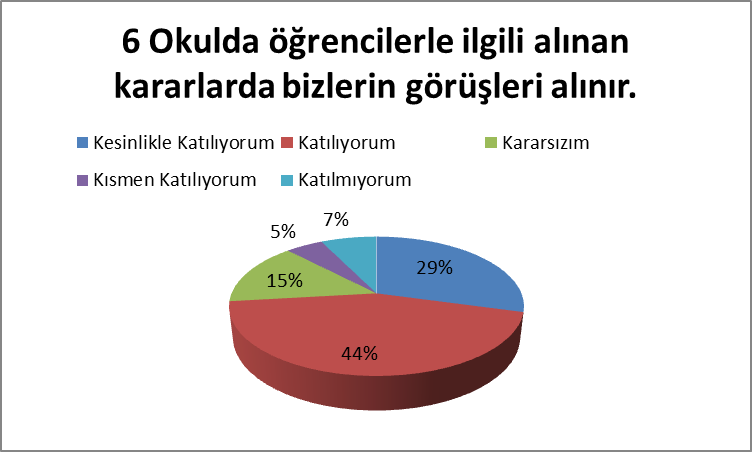 6 Okulda öğrencilerle ilgili alınan
kararlarda bizlerin görüşleri alınır.
Kesinlikle Katılıyorum Katılıyorum Kararsızım
Kısmen Katılıyorum Katılmıyorum
7%
5%
29%
15%
44%